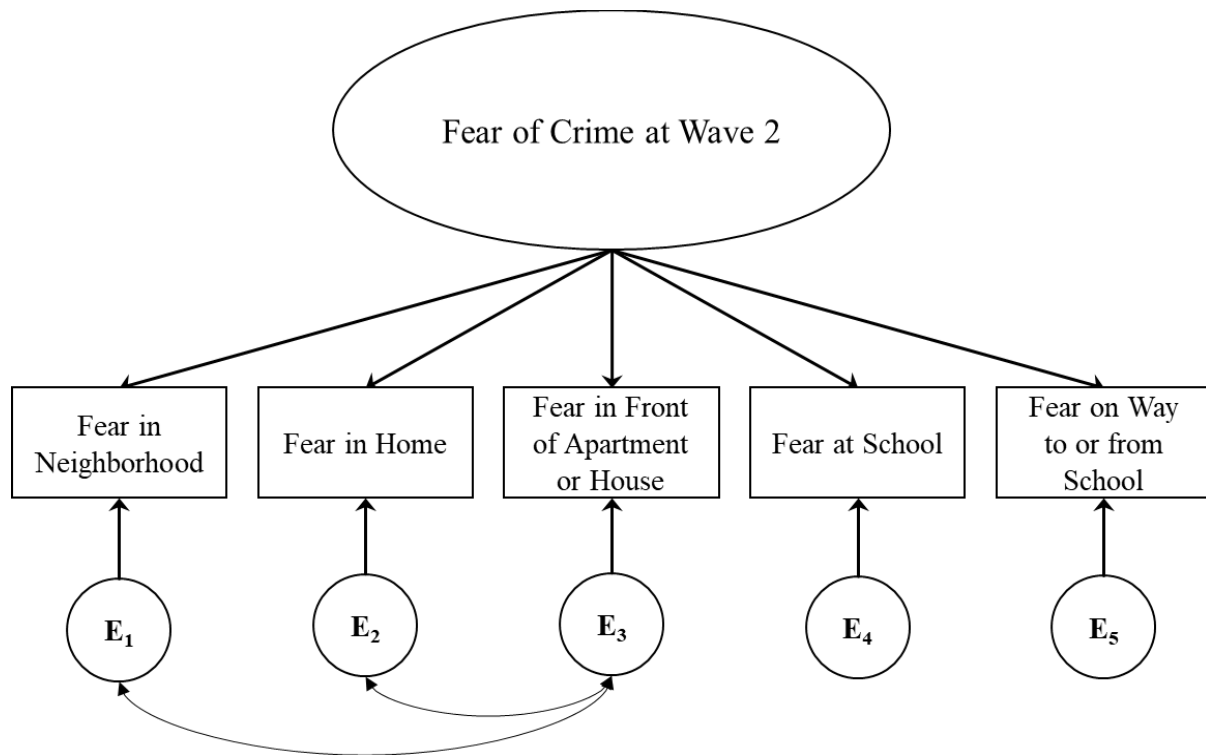 Fear of Crime at Wave 2
Fear in
Neighborhood
Fear in Home
Fear in Front
of Apartment
or House
Fear at School
Fear on Way
to or from
School
E₁
E₂
E₃
E₄
E₅